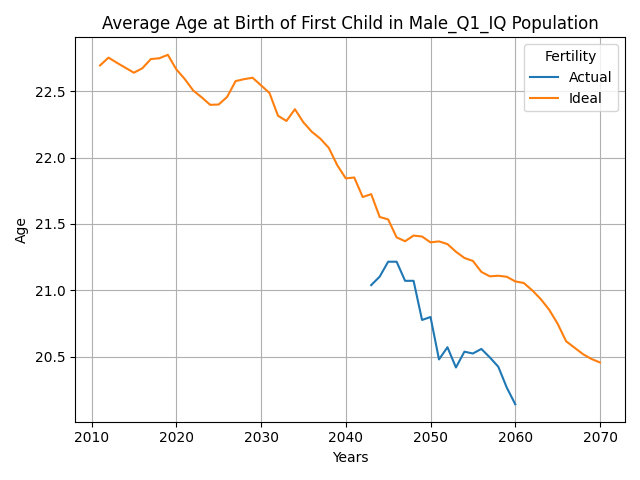 Average Age at Birth of First Child in Male_Q1_IQ Population
Fertility
Actual
Ideal
22.5
22.0
21.5
21.0
20.5
Age
2010 2020 2030 2040 2050 2060 2070
Years